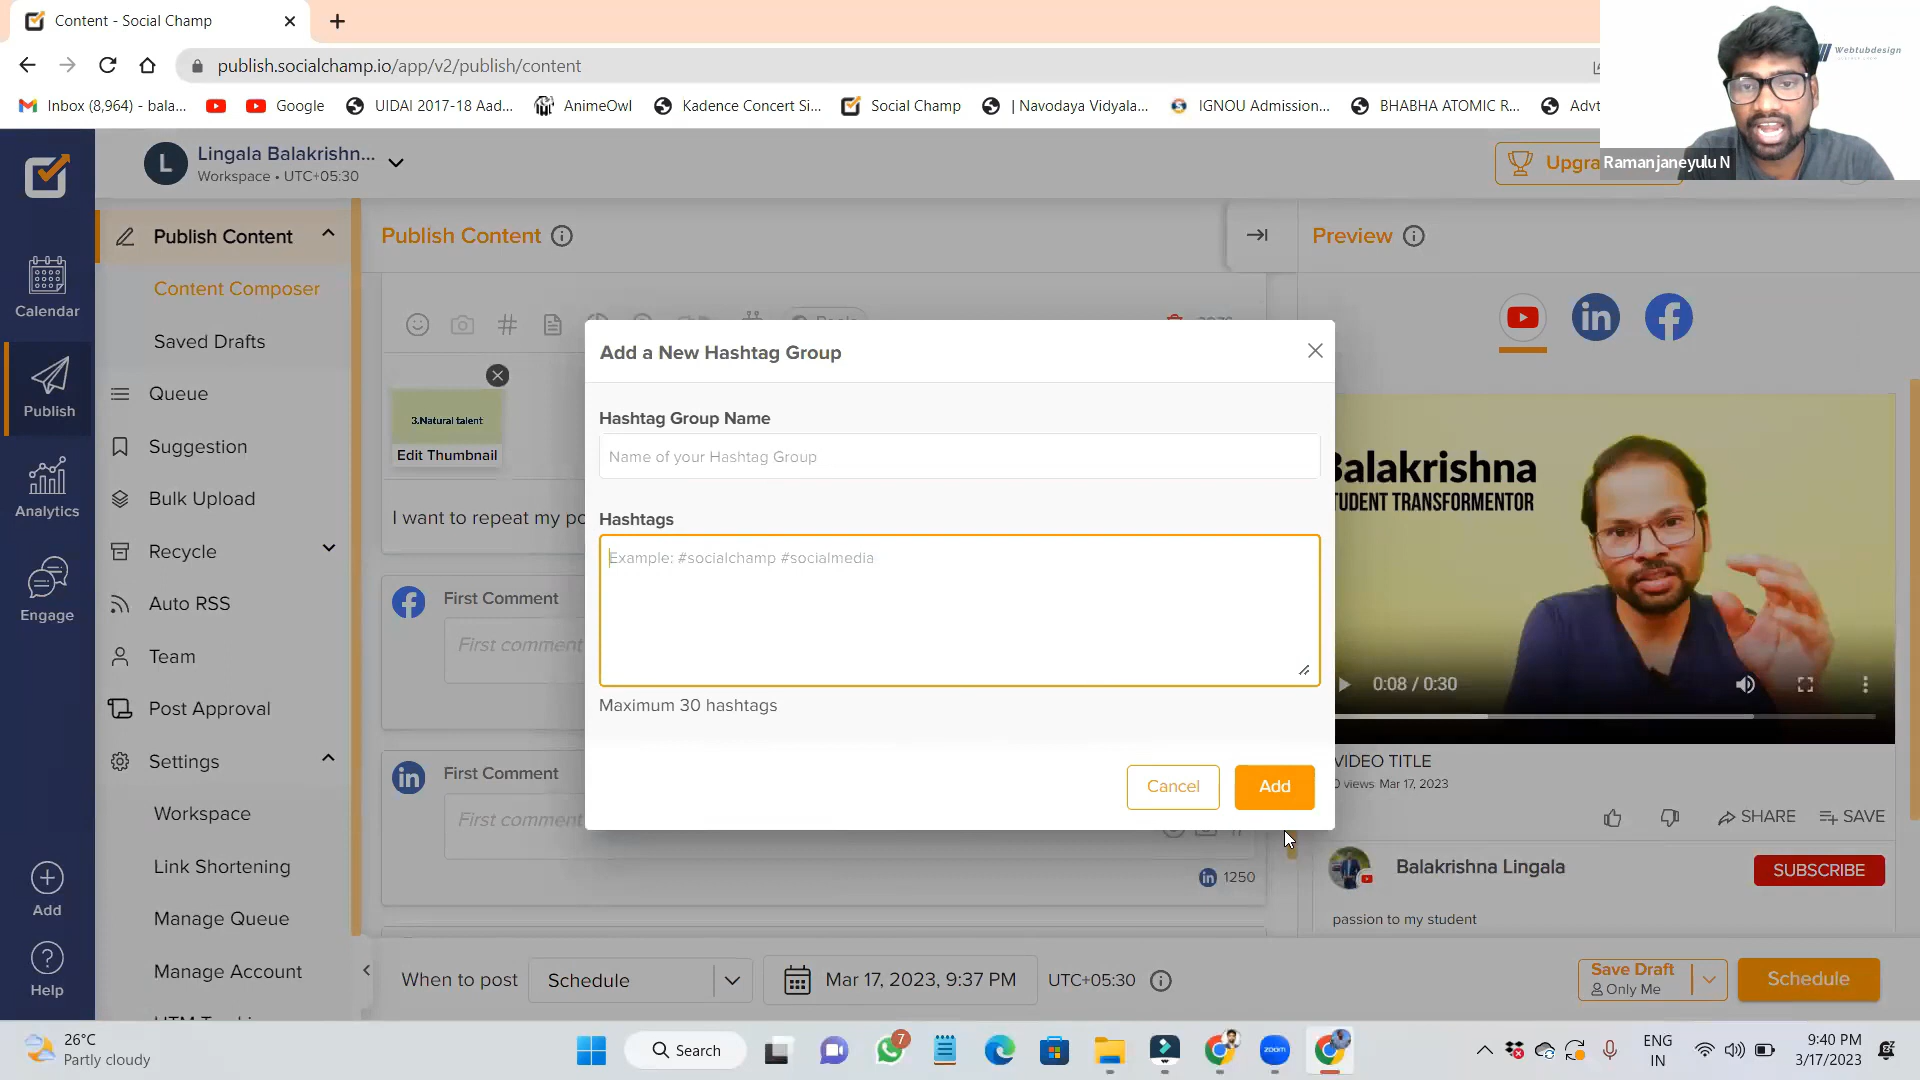 Content - Social Champ
publish.socialchamp.io/app/v2/publish/content
Inbox (8,964) - bala...
Google
UIDAI 2017-18 Aad...
AnimeOwl
Kadence Concert Si...
Social Champ
| Navodaya Vidyala...
IGNOU Admission...
BHABHA ATOMIC R...
Advt
Webtubdesign
Ramanjaneyulu N
L
Lingala Balakrishn...
Workspace • UTC+05:30
Upgra
Calendar
Publish
Analytics
Engage
Add
Help
Publish Content
Content Composer
Saved Drafts
Queue
Suggestion
Bulk Upload
Recycle
Auto RSS
Team
Post Approval
Settings
Workspace
Link Shortening
Manage Queue
Manage Account
Publish Content
3.Natural talent
Edit Thumbnail
I want to repeat my po
First Comment
First comment
First Comment
First comment
1250
Add a New Hashtag Group
Hashtag Group Name
Name of your Hashtag Group
Hashtags
Example: #socialchamp #socialmedia
Maximum 30 hashtags
Cancel
Add
Preview
Balakrishna
STUDENT TRANSFORMENTOR
0:08 / 0:30
VIDEO TITLE
0 views Mar 17, 2023
SHARE
SAVE
Balakrishna Lingala
SUBSCRIBE
passion to my student
When to post
Schedule
Mar 17, 2023, 9:37 PM
UTC+05:30
Save Draft
Only Me
Schedule
26°C
Partly cloudy
Search
7
zoom
ENG
IN
9:40 PM
3/17/2023